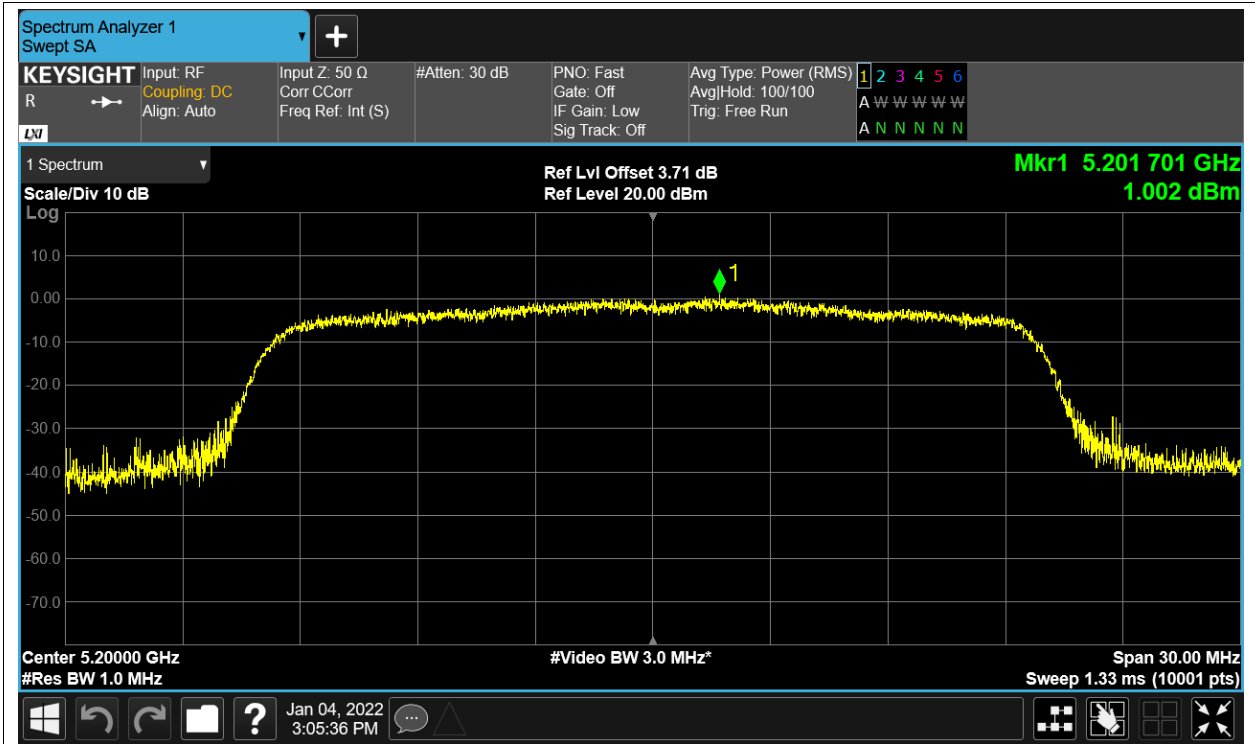 Spectrum Analyzer 1
Swept SA
KEYSIGHT
R
LXI
Input: RF
Coupling: DC
Align: Auto
Input Z: 50 Ω
Corr CCorr
Freq Ref: Int (S)
#Atten: 30 dB
PNO: Fast
Gate: Off
IF Gain: Low
Sig Track: Off
Avg Type: Power (RMS)
Avg|Hold: 100/100
Trig: Free Run
1 2 3 4 5 6
A W W W W W
A N N N N N
1 Spectrum
Scale/Div 10 dB
Log
Ref Lvl Offset 3.71 dB
Ref Level 20.00 dBm
Mkr1 5.201 701 GHz
1.002 dBm
1
10.0
0.00
-10.0
-20.0
-30.0
-40.0
-50.0
-60.0
-70.0
Center 5.20000 GHz
#Res BW 1.0 MHz
#Video BW 3.0 MHz*
Span 30.00 MHz
Sweep 1.33 ms (10001 pts)
?
Jan 04, 2022
3:05:36 PM